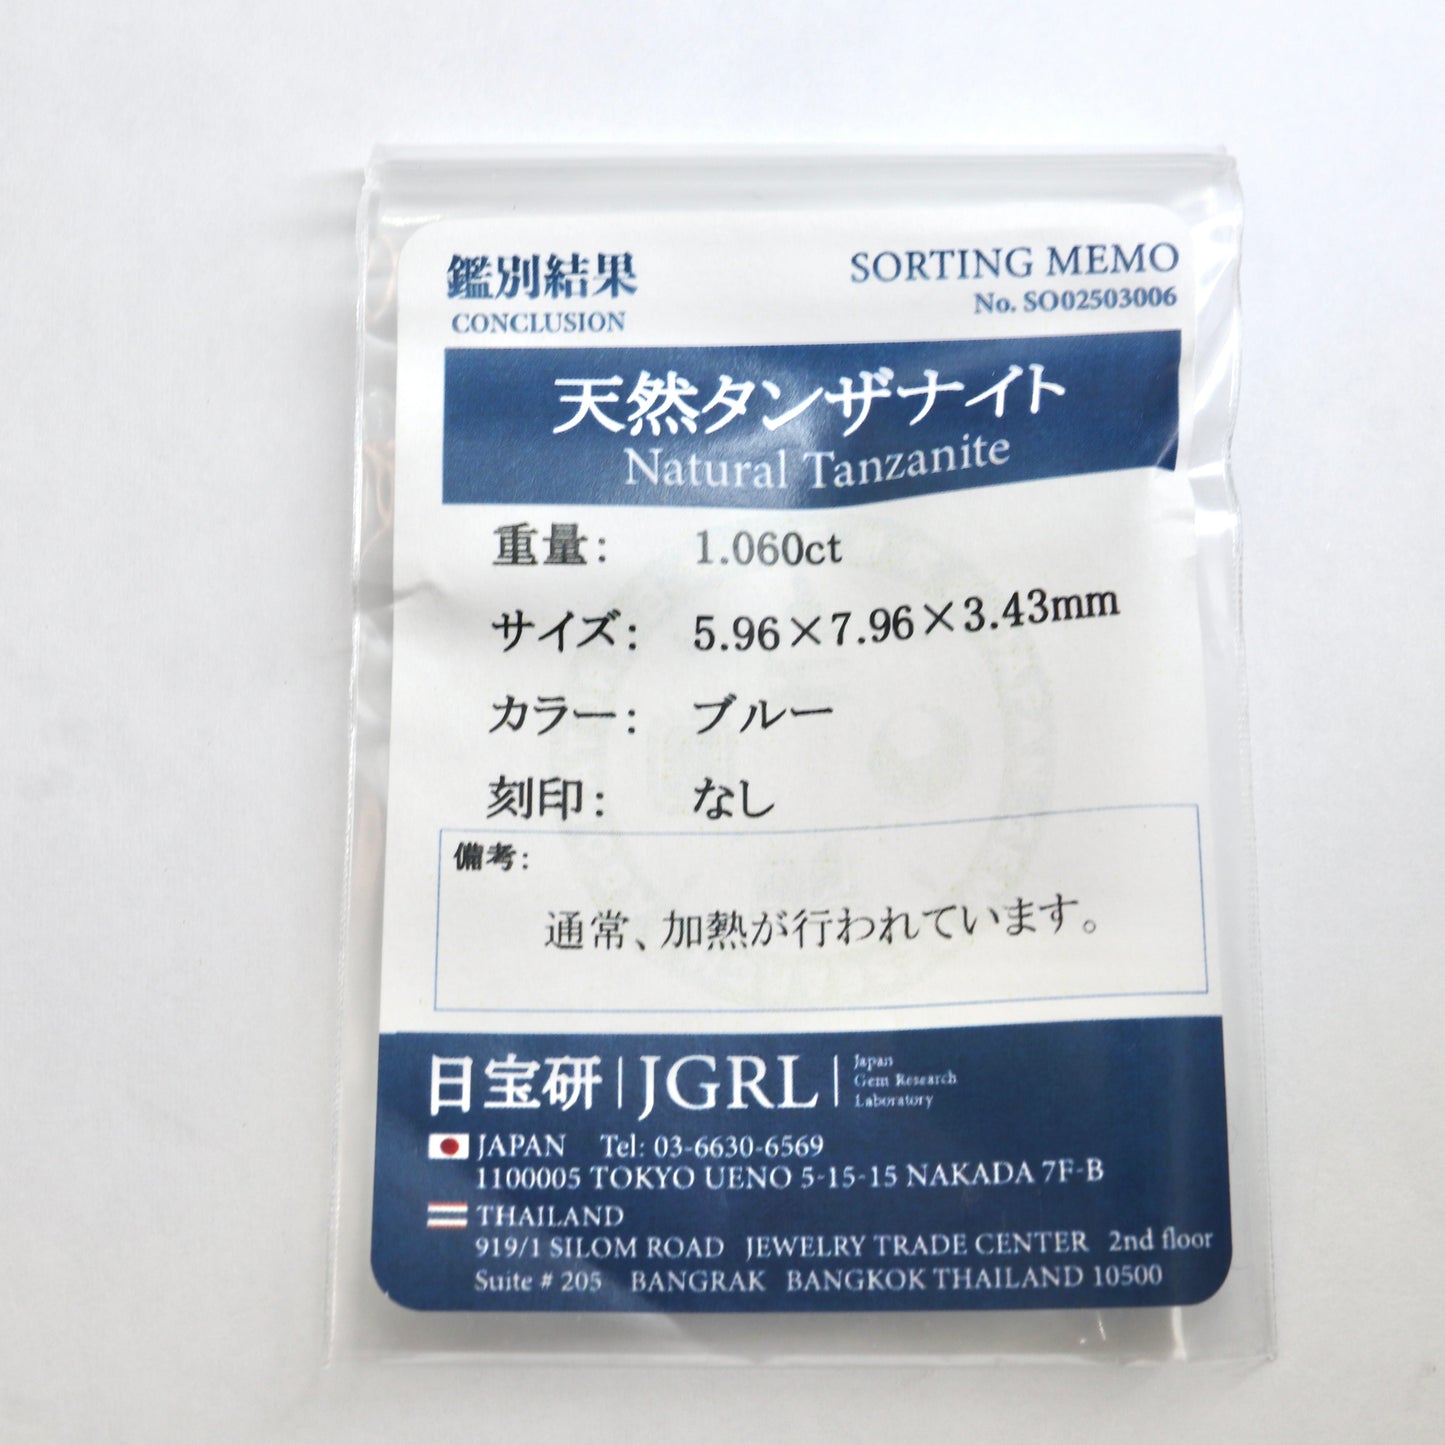 鑑別結果
CONCLUSION
SORTING MEMO
No. SO02503006
天然タンザナイト
Natural Tanzanite
重量: 1.060ct
サイズ: 5.96×7.96×3.43mm
カラー: ブルー
刻印: なし
備考:
通常、加熱が行われています。
日宝研 | JGRL | Japan
Gem Research
Laboratory
JAPAN Tel: 03-6630-6569
1100005 TOKYO UENO 5-15-15 NAKADA 7F-B
THAILAND
919/1 SILOM ROAD JEWELRY TRADE CENTER 2nd floor
Suite # 205 BANGRAK BANGKOK THAILAND 10500